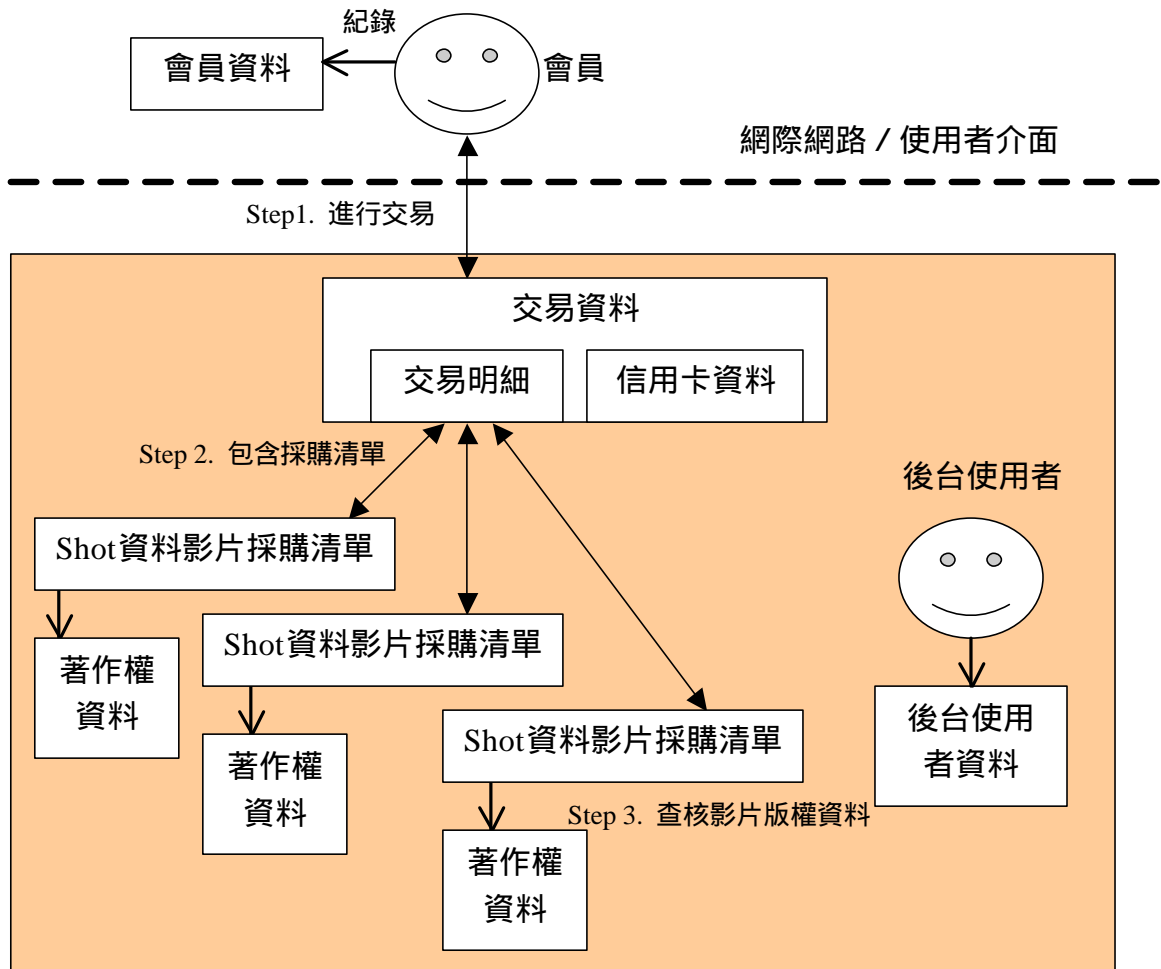 紀錄
會員資料
會員
網際網路 / 使用者介面
Step1. 進行交易
交易資料
交易明細
信用卡資料
Step 2. 包含採購清單
後台使用者
Shot資料影片採購清單
Shot資料影片採購清單
著作權
資料
後台使用
者資料
Shot資料影片採購清單
著作權
資料
Step 3. 查核影片版權資料
著作權
資料